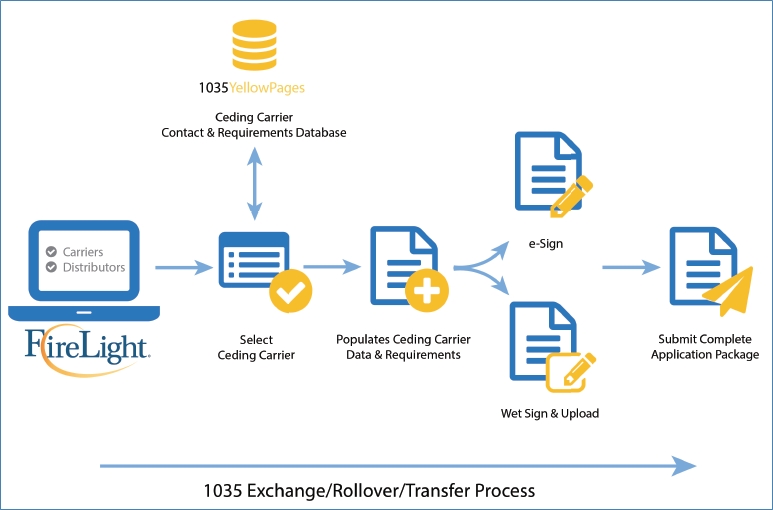 1035YellowPages
Ceding Carrier
Contact & Requirements Database
Carriers
Distributors
FireLight®
Select
Ceding Carrier
Populates Ceding Carrier
Data & Requirements
e-Sign
Wet Sign & Upload
Submit Complete
Application Package
1035 Exchange/Rollover/Transfer Process